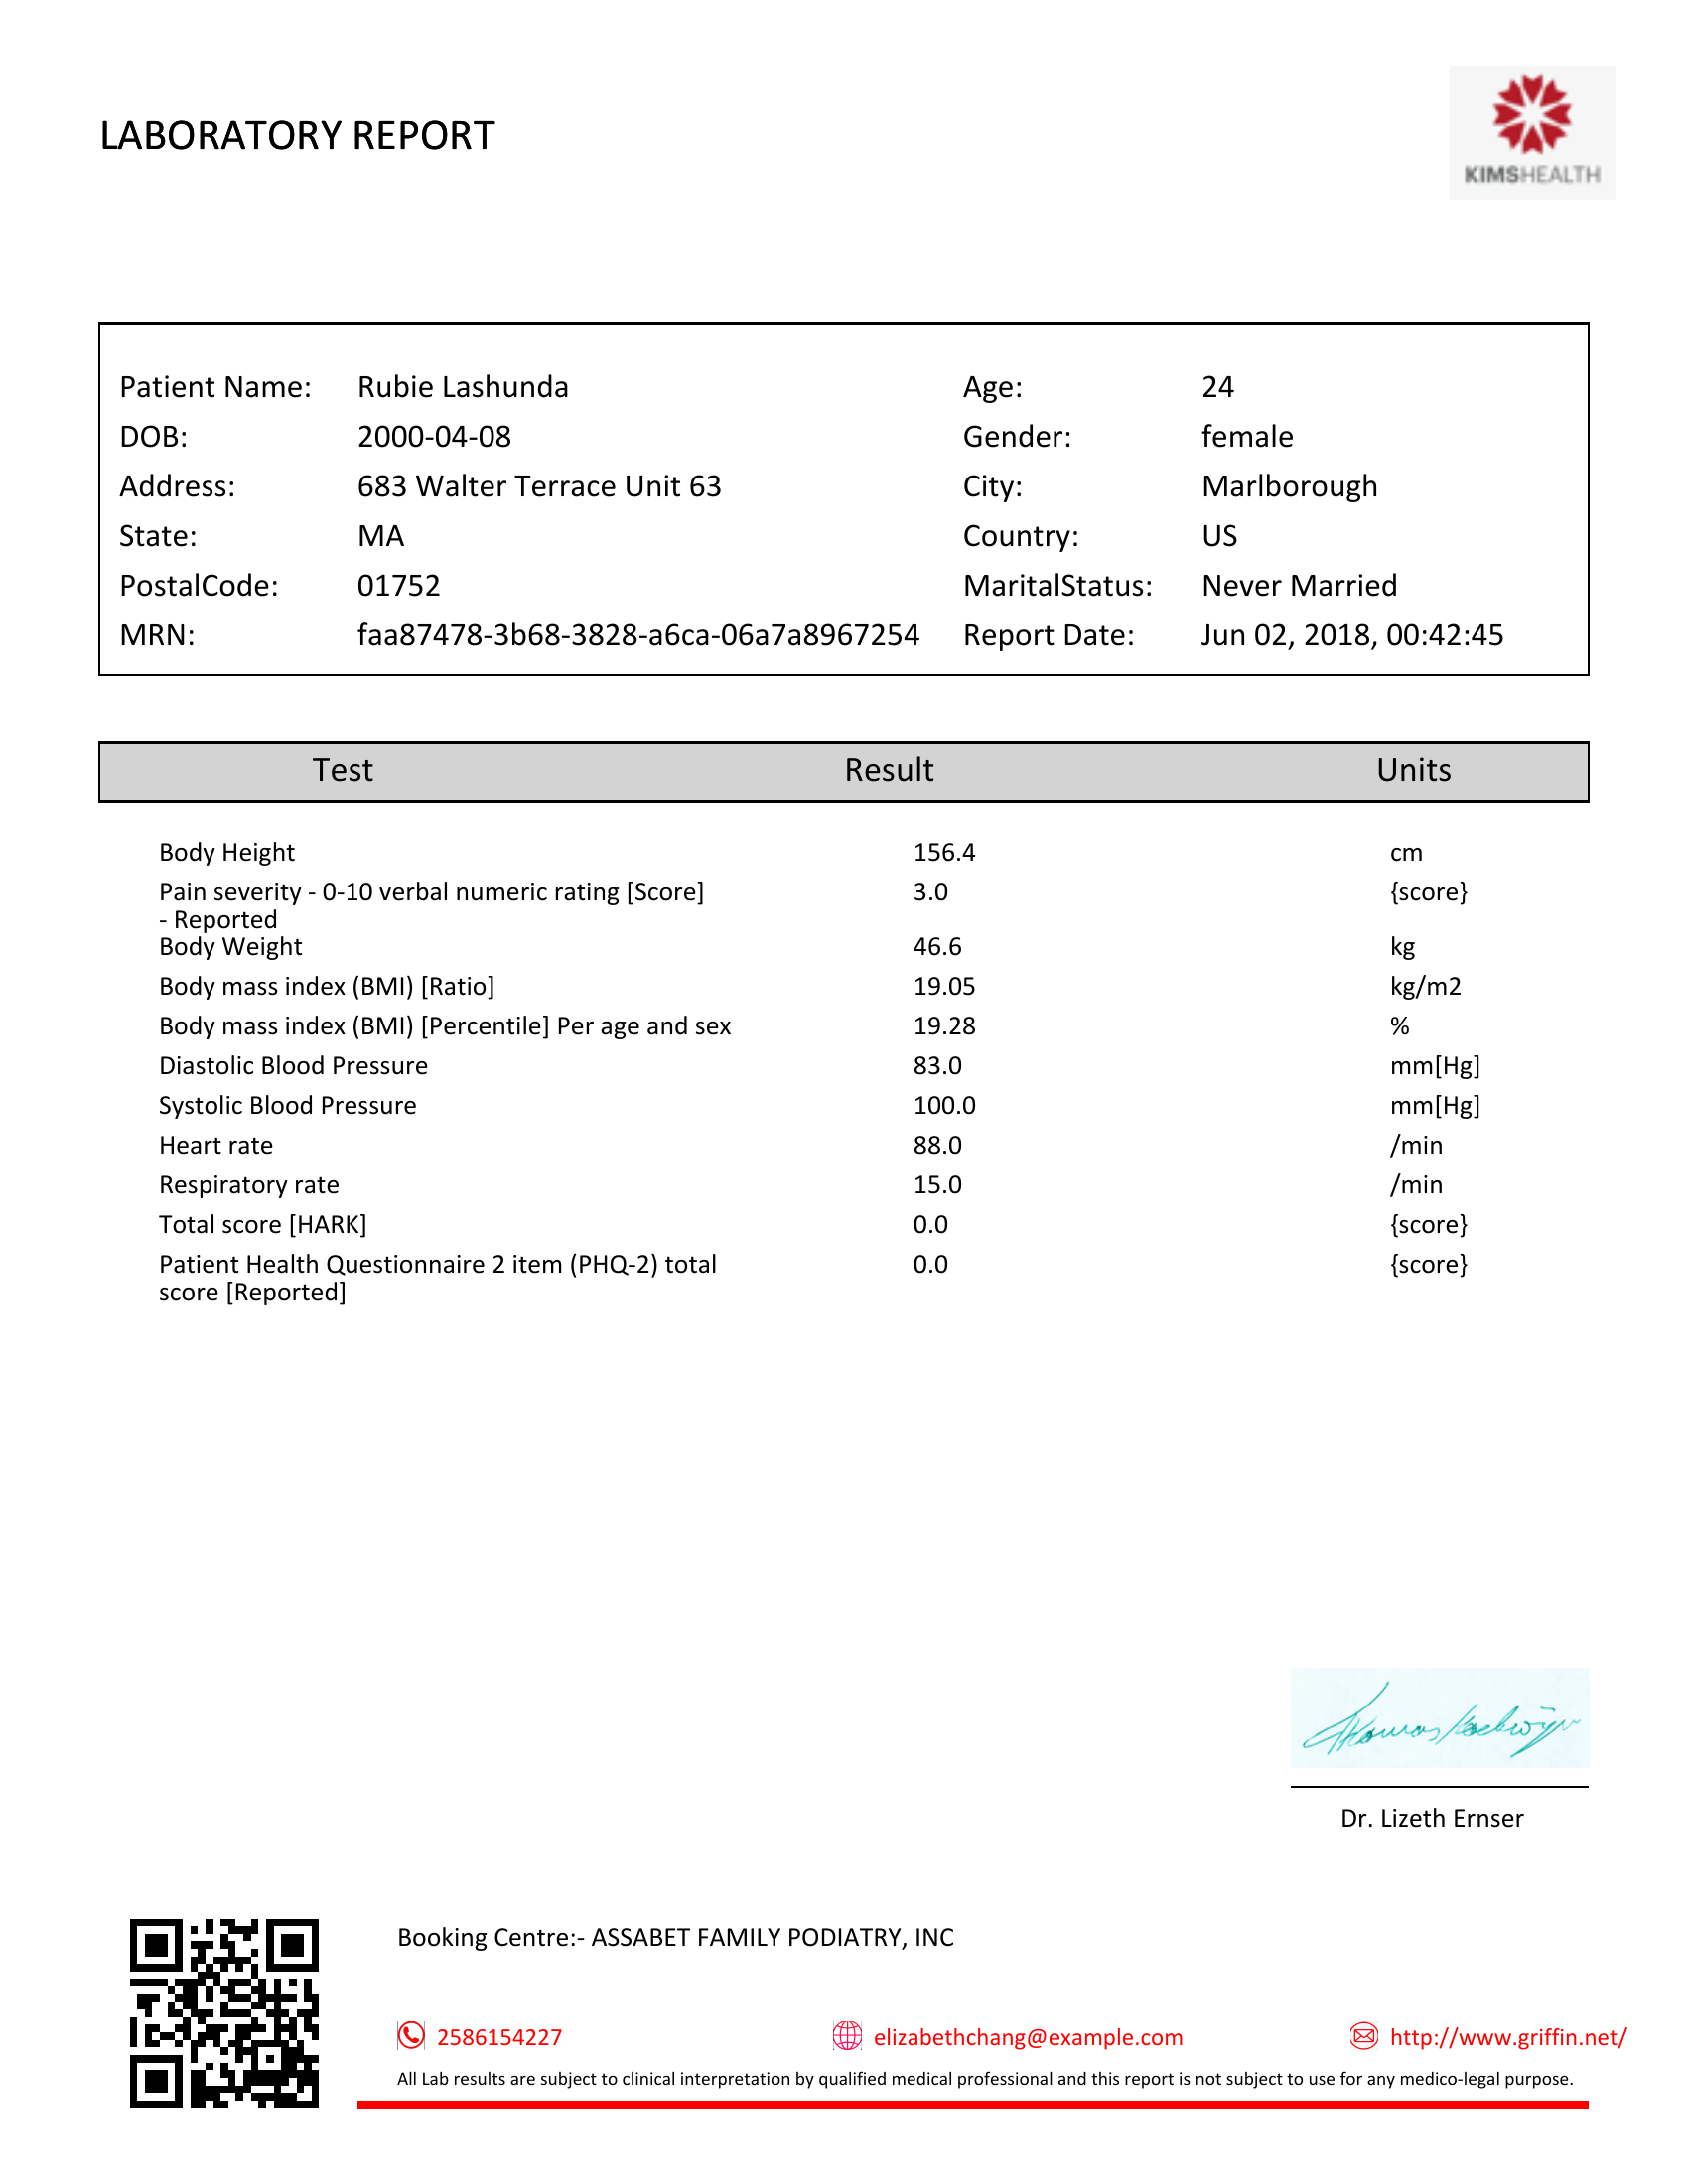 LABORATORY REPORT
KIMSHEALTH
Patient Name: Rubie Lashunda Age: 24
DOB: 2000-04-08 Gender: female
Address: 683 Walter Terrace Unit 63 City: Marlborough
State: MA Country: US
PostalCode: 01752 MaritalStatus: Never Married
MRN: faa87478-3b68-3828-a6ca-06a7a8967254 Report Date: Jun 02, 2018, 00:42:45
Test Result Units
Body Height 156.4 cm
Pain severity - 0-10 verbal numeric rating [Score] 3.0 {score}
- Reported
Body Weight 46.6 kg
Body mass index (BMI) [Ratio] 19.05 kg/m2
Body mass index (BMI) [Percentile] Per age and sex 19.28 %
Diastolic Blood Pressure 83.0 mm[Hg]
Systolic Blood Pressure 100.0 mm[Hg]
Heart rate 88.0 /min
Respiratory rate 15.0 /min
Total score [HARK] 0.0 {score}
Patient Health Questionnaire 2 item (PHQ-2) total 0.0 {score}
score [Reported]
Dr. Lizeth Ernser
Booking Centre:- ASSABET FAMILY PODIATRY, INC
2586154227 elizabethchang@example.com http://www.griffin.net/
All Lab results are subject to clinical interpretation by qualified medical professional and this report is not subject to use for any medico-legal purpose.